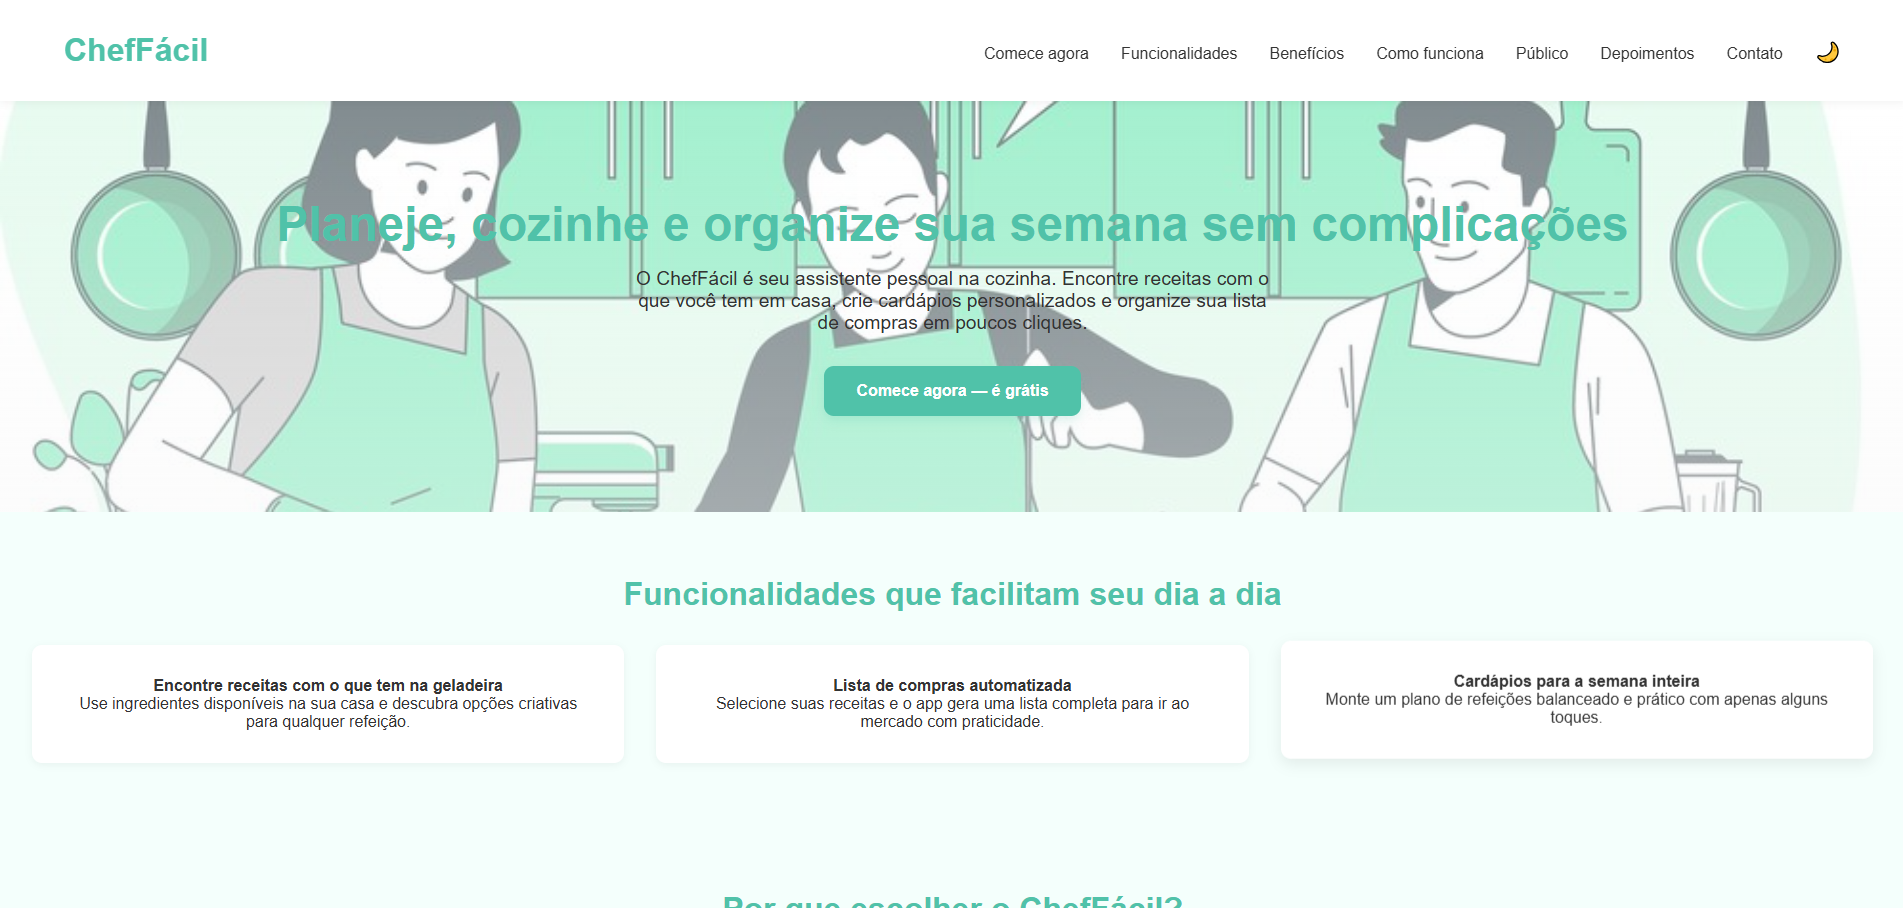 ChefFácil
Comece agora
Funcionalidades
Benefícios
Como funciona
Público
Depoimentos
Contato
Planeje, cozinhe e organize sua semana sem complicações
O ChefFácil é seu assistente pessoal na cozinha. Encontre receitas com o
que você tem em casa, crie cardápios personalizados e organize sua lista
de compras em poucos cliques.
Comece agora — é grátis
Funcionalidades que facilitam seu dia a dia
Encontre receitas com o que tem na geladeira
Use ingredientes disponíveis na sua casa e descubra opções criativas
para qualquer refeição.
Lista de compras automatizada
Selecione suas receitas e o app gera uma lista completa para ir ao
mercado com praticidade.
Cardápios para a semana inteira
Monte um plano de refeições balanceado e prático com apenas alguns
toques.
Por que escolher o ChefFácil?